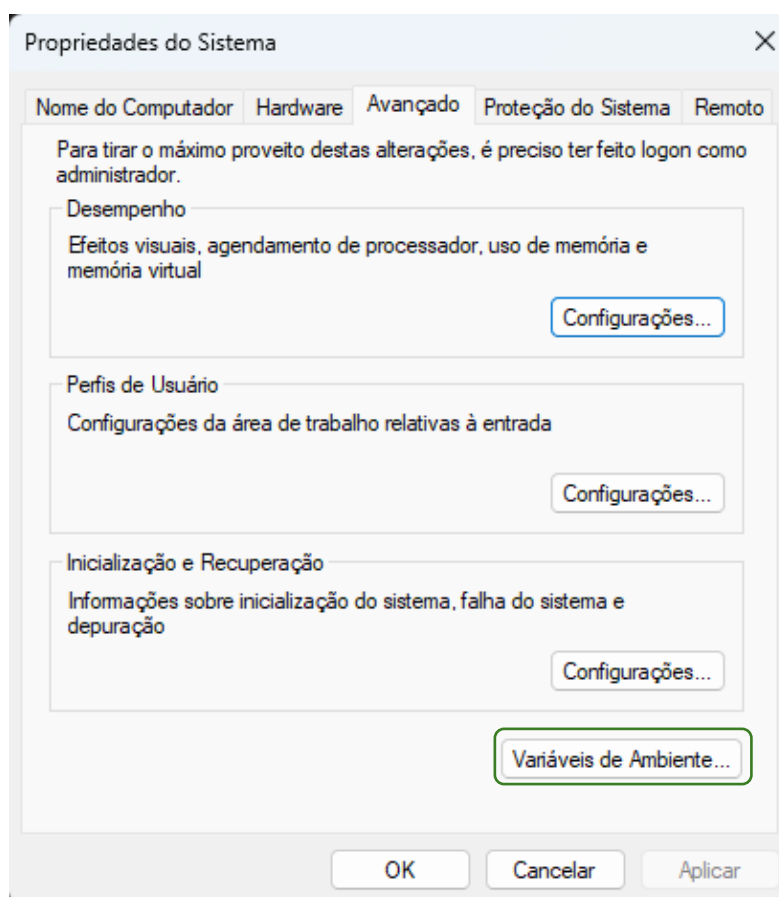 Propriedades do Sistema
Nome do Computador Hardware Avançado Proteção do Sistema Remoto
Para tirar o máximo proveito destas alterações, é preciso ter feito logon como
administrador.
Desempenho
Efeitos visuais, agendamento de processador, uso de memória e
memória virtual
Configurações...
Perfis de Usuário
Configurações da área de trabalho relativas à entrada
Configurações...
Inicialização e Recuperação
Informações sobre inicialização do sistema, falha do sistema e
depuração
Configurações...
Variáveis de Ambiente...
OK Cancelar Aplicar